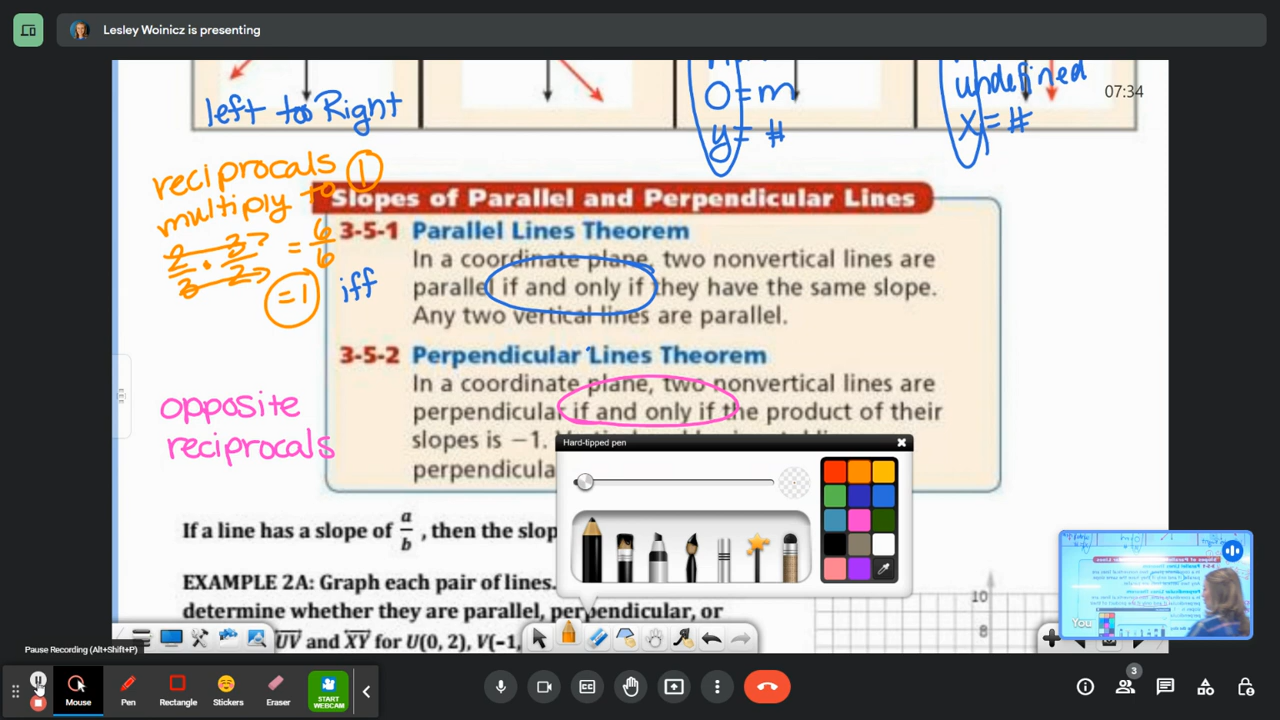 Lesley Woinicz is presenting
07:34
left to Right
0 = m
y = #
undefined
x = #
reciprocals
multiply to 1
2/3 · 3/2 = 6/6
= 1
iff
Slopes of Parallel and Perpendicular Lines
3-5-1 Parallel Lines Theorem
In a coordinate plane, two nonvertical lines are
parallel if and only if they have the same slope.
Any two vertical lines are parallel.
3-5-2 Perpendicular Lines Theorem
In a coordinate plane, two nonvertical lines are
perpendicular if and only if the product of their
slopes is −1.
perpendicula
opposite
reciprocals
Hard-tipped pen
If a line has a slope of a/b , then the slop
EXAMPLE 2A: Graph each pair of lines.
determine whether they are parallel, perpendicular, or
UV and XY for U(0, 2), V(−1,
10
8
You
Pause Recording (Alt+Shift+P)
Mouse
Pen
Rectangle
Stickers
Eraser
START
WEBCAM
CC
3